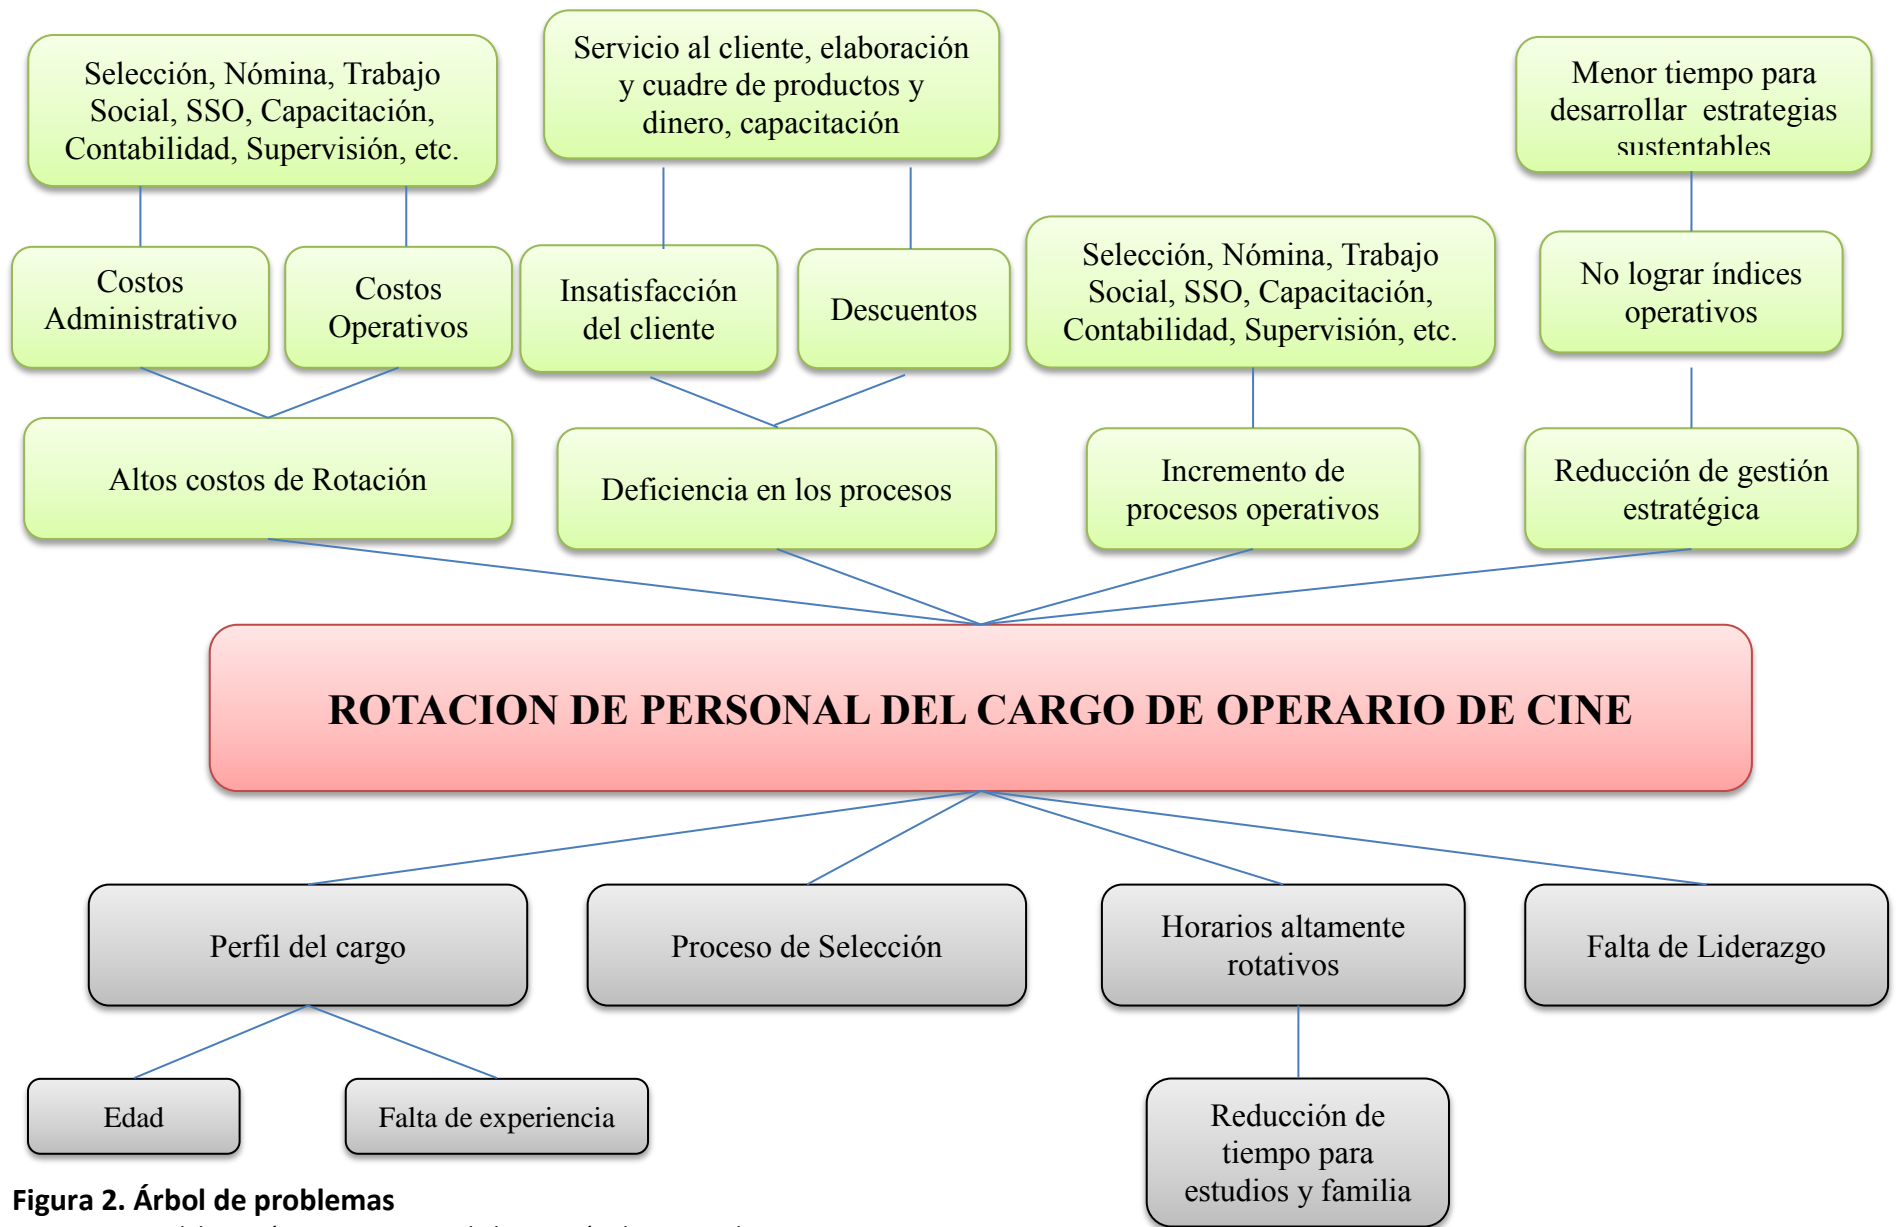 Selección, Nómina, Trabajo
Social, SSO, Capacitación,
Contabilidad, Supervisión, etc.
Servicio al cliente, elaboración
y cuadre de productos y
dinero, capacitación
Menor tiempo para
desarrollar estrategias
sustentables
Costos
Administrativo
Costos
Operativos
Insatisfacción
del cliente
Descuentos
Selección, Nómina, Trabajo
Social, SSO, Capacitación,
Contabilidad, Supervisión, etc.
No lograr índices
operativos
Altos costos de Rotación
Deficiencia en los procesos
Incremento de
procesos operativos
Reducción de gestión
estratégica
ROTACION DE PERSONAL DEL CARGO DE OPERARIO DE CINE
Perfil del cargo
Proceso de Selección
Horarios altamente
rotativos
Falta de Liderazgo
Edad
Falta de experiencia
Reducción de
tiempo para
estudios y familia
Figura 2. Árbol de problemas